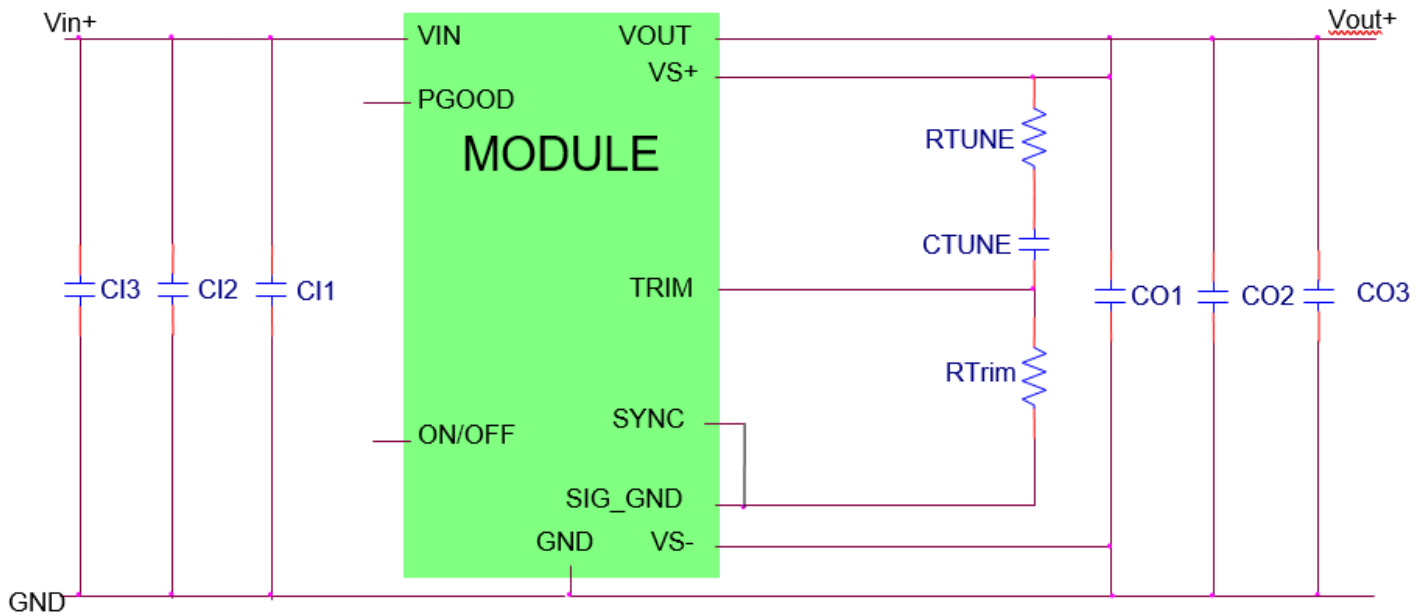 Vin+
Vout+
VIN
VOUT
VS+
PGOOD
MODULE
RTUNE
CTUNE
TRIM
CI3
CI2
CI1
CO1
CO2
CO3
RTrim
SYNC
ON/OFF
SIG_GND
GND
VS-
GND